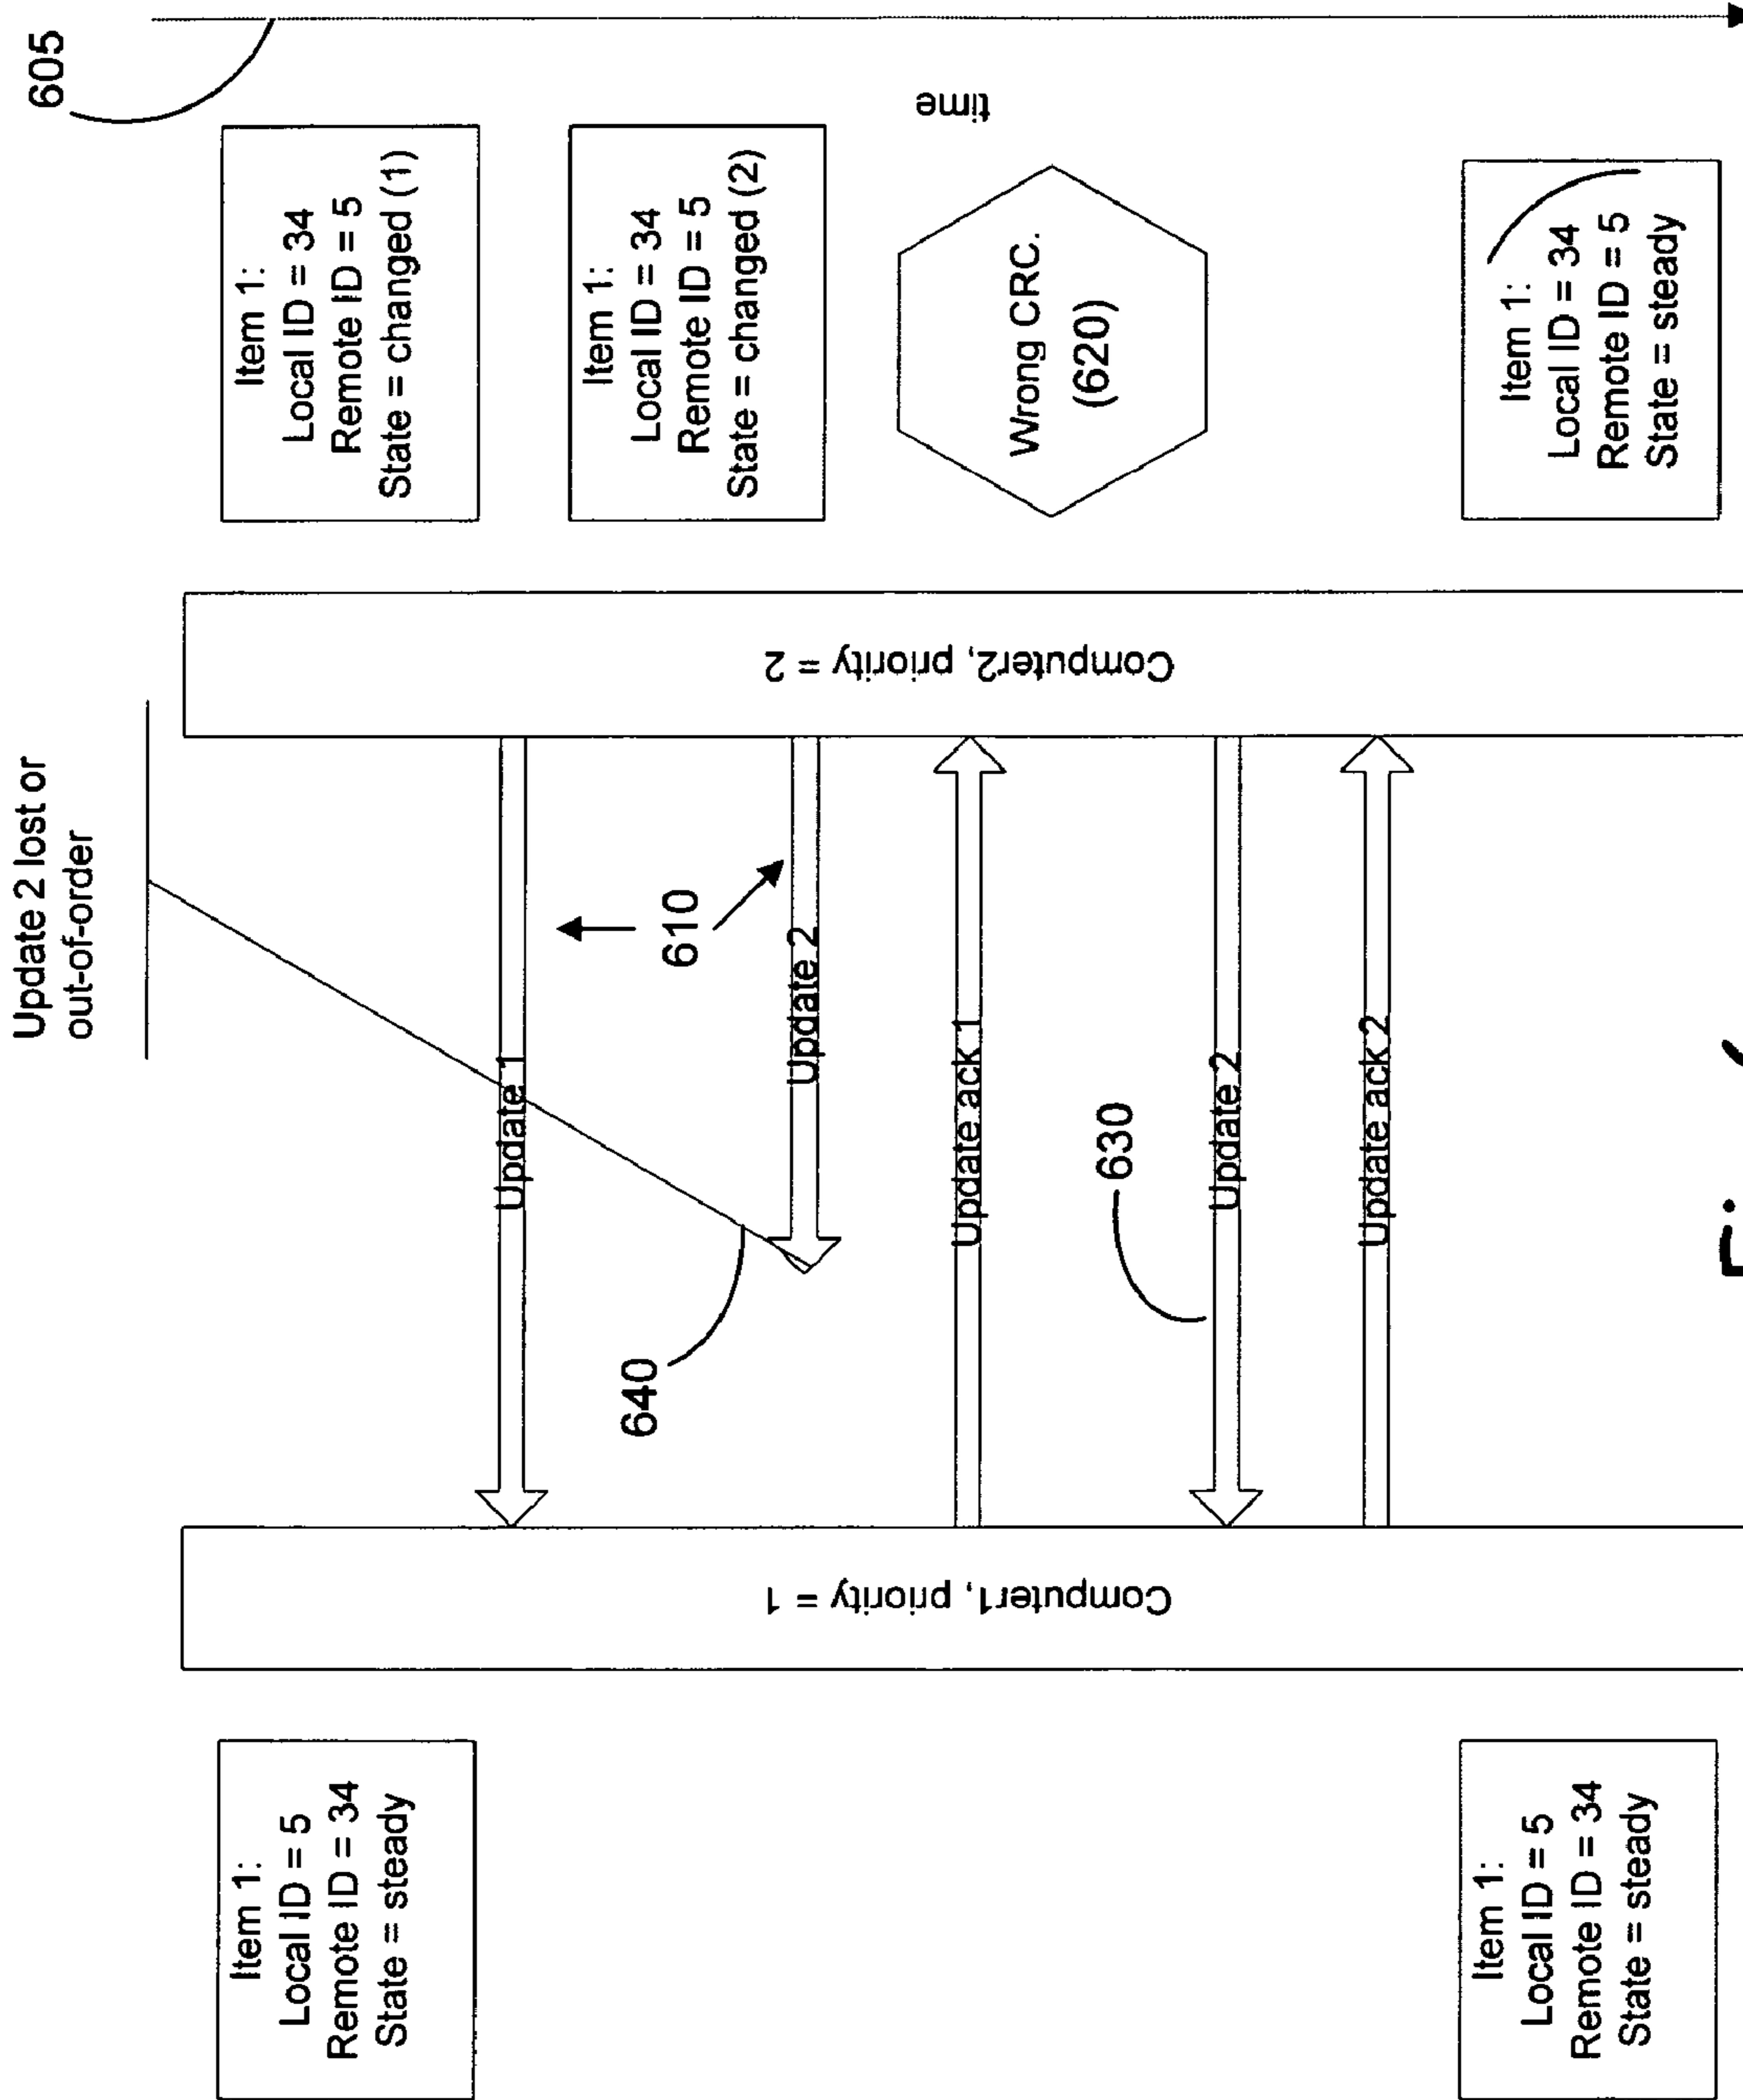 Update 2 lost or
out-of-order
605
Item 1:
Local ID = 5
Remote ID = 34
State = steady
Item 1:
Local ID = 34
Remote ID = 5
State = changed (1)
Computer1, priority = 1
Computer2, priority = 2
time
Update 1
610
640
Item 1:
Local ID = 34
Remote ID = 5
State = changed (2)
Update 2
Update ack 1
Wrong CRC.
(620)
630
Update 2
Update ack 2
Item 1:
Local ID = 5
Remote ID = 34
State = steady
Item 1:
Local ID = 34
Remote ID = 5
State = steady